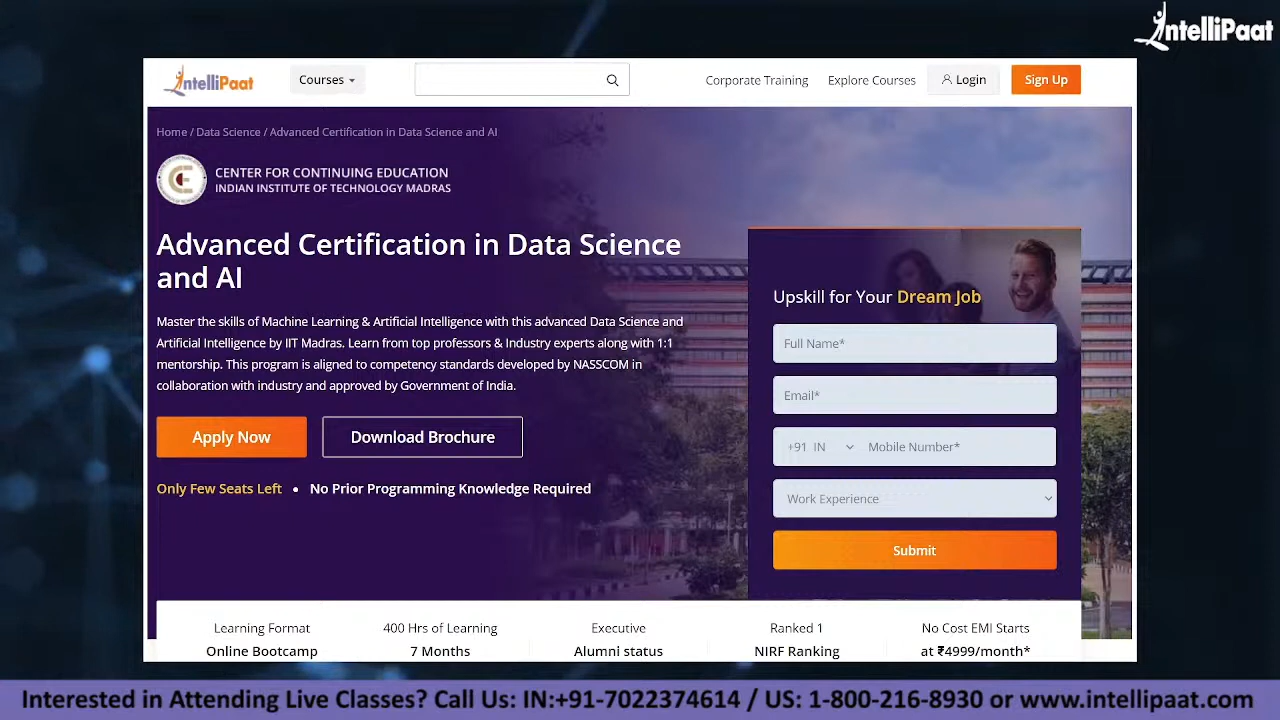 IntelliPaat
IntelliPaat
Courses
Corporate Training
Explore Courses
Login
Sign Up
Home / Data Science / Advanced Certification in Data Science and AI
CENTER FOR CONTINUING EDUCATION
INDIAN INSTITUTE OF TECHNOLOGY MADRAS
Advanced Certification in Data Science
and AI
Master the skills of Machine Learning & Artificial Intelligence with this advanced Data Science and
Artificial Intelligence by IIT Madras. Learn from top professors & Industry experts along with 1:1
mentorship. This program is aligned to competency standards developed by NASSCOM in
collaboration with industry and approved by Government of India.
Apply Now
Download Brochure
Only Few Seats Left • No Prior Programming Knowledge Required
Upskill for Your Dream Job
Full Name*
Email*
+91 IN Mobile Number*
Work Experience
Submit
Learning Format
Online Bootcamp
400 Hrs of Learning
7 Months
Executive
Alumni status
Ranked 1
NIRF Ranking
No Cost EMI Starts
at ₹4999/month*
Interested in Attending Live Classes? Call Us: IN:+91-7022374614 / US: 1-800-216-8930 or www.intellipaat.com